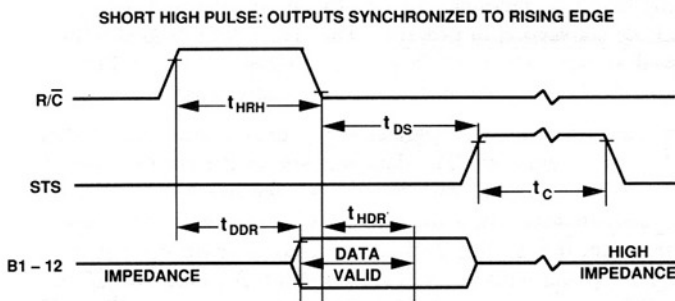 SHORT HIGH PULSE: OUTPUTS SYNCHRONIZED TO RISING EDGE
R/C̅
tHRH
tDS
STS
tC
tDDR
tHDR
B1 – 12
IMPEDANCE
DATA
VALID
HIGH
IMPEDANCE